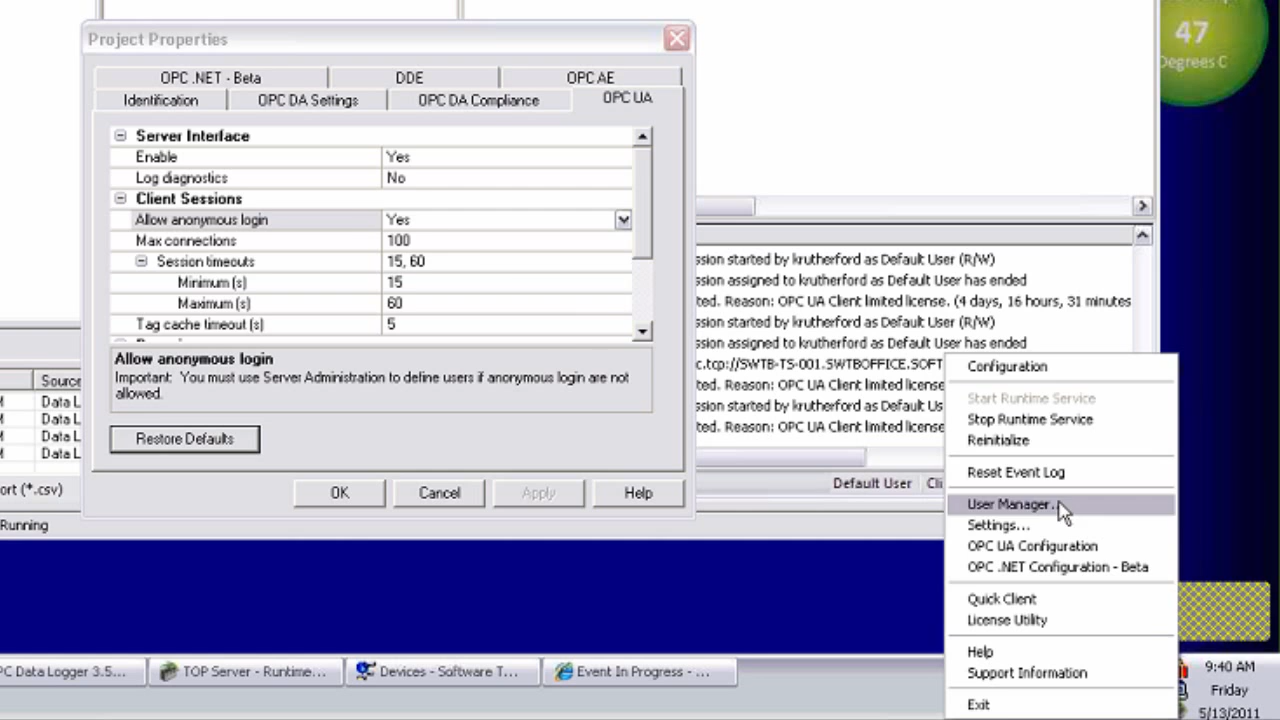 Project Properties
OPC .NET - Beta
DDE
OPC AE
Identification
OPC DA Settings
OPC DA Compliance
OPC UA
Server Interface
Enable
Yes
Log diagnostics
No
Client Sessions
Allow anonymous login
Yes
Max connections
100
Session timeouts
15, 60
Minimum (s)
15
Maximum (s)
60
Tag cache timeout (s)
5
Allow anonymous login
Important: You must use Server Administration to define users if anonymous login are not
allowed.
Restore Defaults
OK
Cancel
Apply
Help
47
Degrees C
ssion started by krutherford as Default User (R/W)
ssion assigned to krutherford as Default User has ended
ted. Reason: OPC UA Client limited license. (4 days, 16 hours, 31 minutes
ssion started by krutherford as Default User (R/W)
ssion assigned to krutherford as Default User has ended
c.tcp://SWTB-TS-001.SWTBOFFICE.SOFT
ted. Reason: OPC UA Client limited license
ssion started by krutherford as Default Us
ted. Reason: OPC UA Client limited license
Default User
Cli
Source
M Data L
M Data L
M Data L
M Data L
ort (*.csv)
Running
Configuration
Start Runtime Service
Stop Runtime Service
Reinitialize
Reset Event Log
User Manager...
Settings...
OPC UA Configuration
OPC .NET Configuration - Beta
Quick Client
License Utility
Help
Support Information
Exit
PC Data Logger 3.5...
TOP Server - Runtime...
Devices - Software T...
Event In Progress - ...
9:40 AM
Friday
5/13/2011